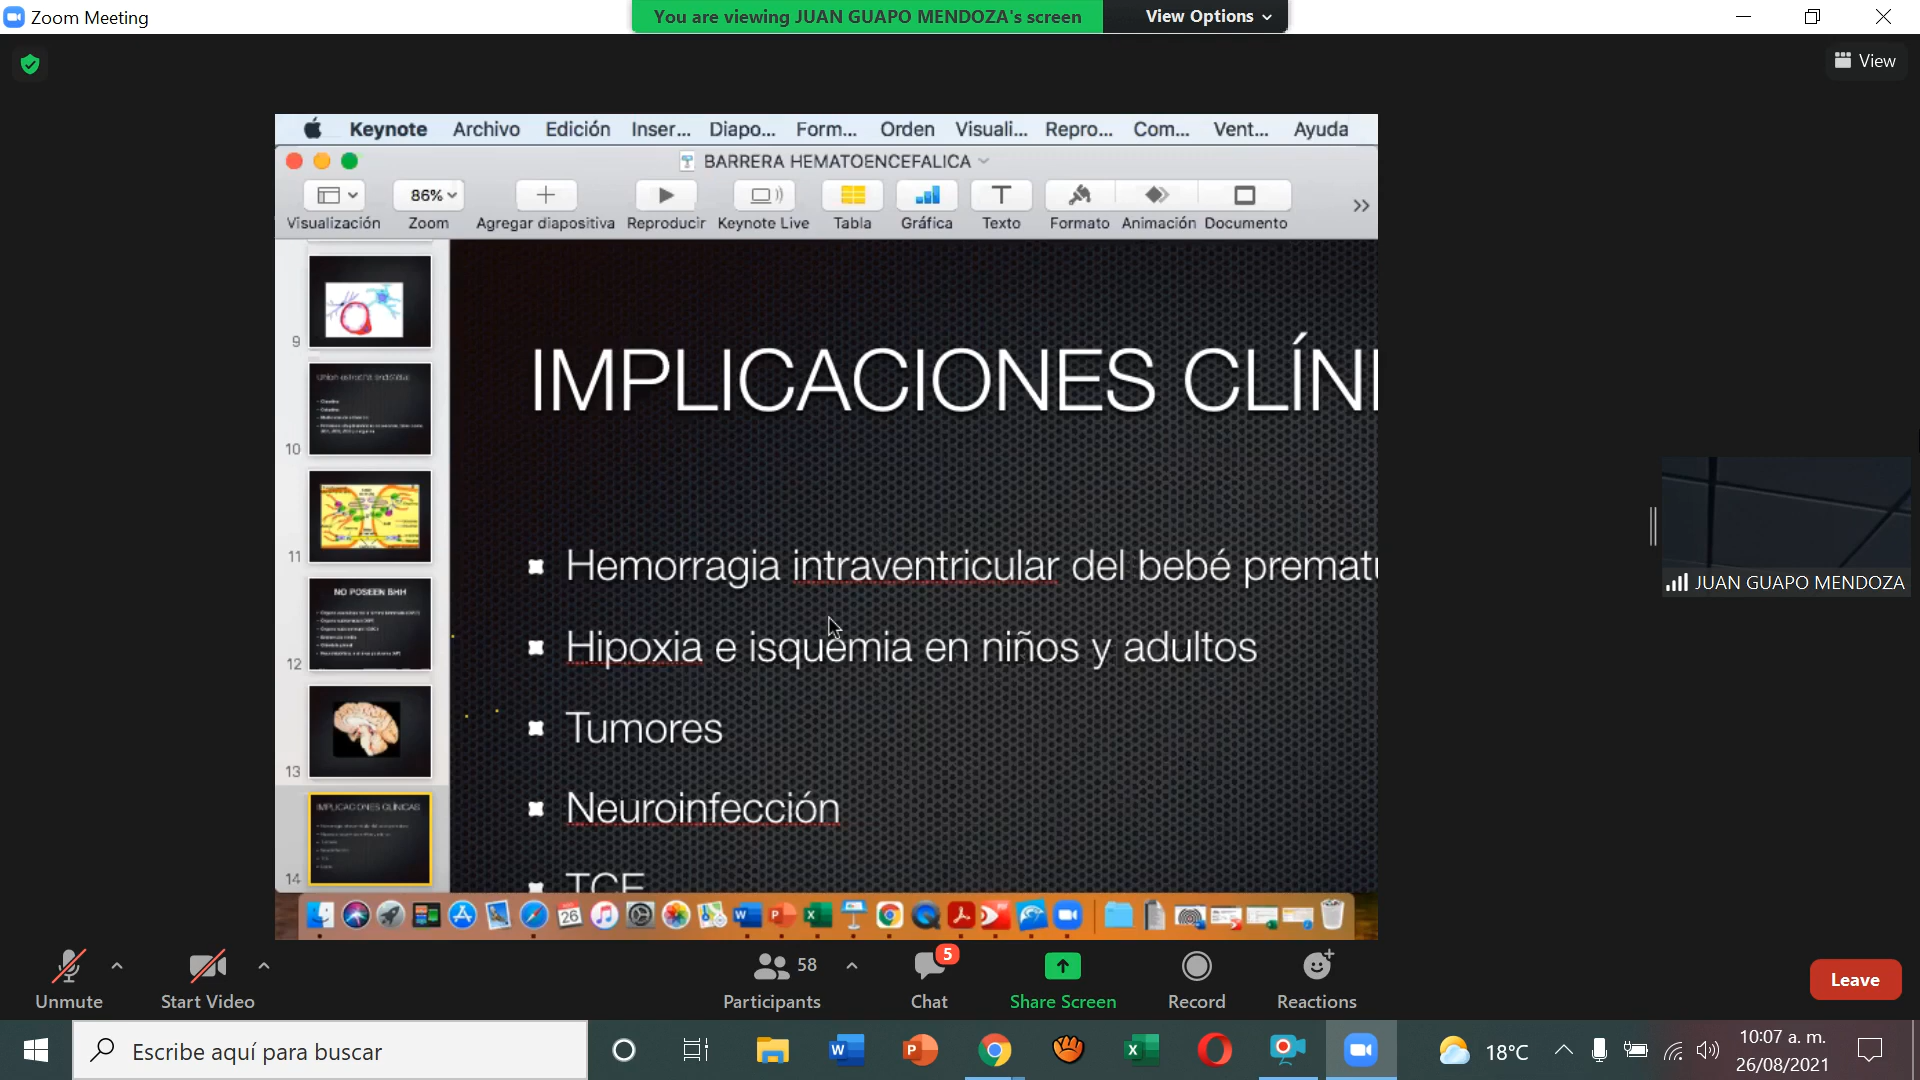 Zoom Meeting
You are viewing JUAN GUAPO MENDOZA's screen
View Options
View
Keynote Archivo Edición Inser... Diapo... Form... Orden Visuali... Repro... Com... Vent... Ayuda
BARRERA HEMATOENCEFALICA
86%
Visualización Zoom Agregar diapositiva Reproducir Keynote Live Tabla Gráfica Texto Formato Animación Documento
9
10
11
NO POSEEN BHH
12
13
IMPLICACIONES CLÍNICAS
14
IMPLICACIONES CLÍNI
Hemorragia intraventricular del bebé prematu
Hipoxia e isquemia en niños y adultos
Tumores
Neuroinfección
TCE
26
JUAN GUAPO MENDOZA
Unmute
Start Video
58
Participants
5
Chat
Share Screen
Record
Reactions
Leave
Escribe aquí para buscar
18°C
10:07 a. m.
26/08/2021